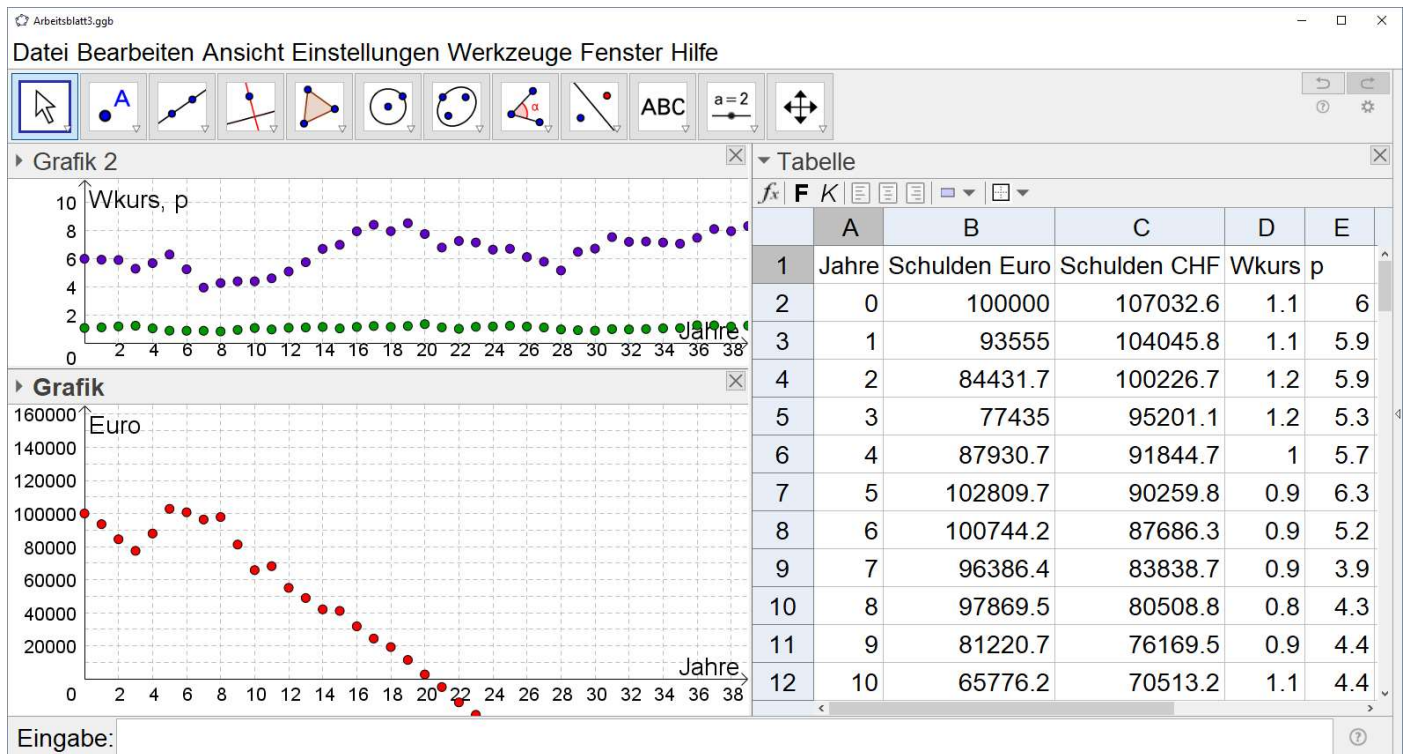 Arbeitsblatt3.ggb
Datei Bearbeiten Ansicht Einstellungen Werkzeuge Fenster Hilfe
A α ABC a = 2
Grafik 2
Wkurs, p
10
8
6
4
2
0
2 4 6 8 10 12 14 16 18 20 22 24 26 28 30 32 34 36 38
Jahre
Grafik
Euro
160000
140000
120000
100000
80000
60000
40000
20000
0 2 4 6 8 10 12 14 16 18 20 22 24 26 28 30 32 34 36 38
Jahre
Tabelle
fx F K
A B C D E
1 Jahre Schulden Euro Schulden CHF Wkurs p
2 0 100000 107032.6 1.1 6
3 1 93555 104045.8 1.1 5.9
4 2 84431.7 100226.7 1.2 5.9
5 3 77435 95201.1 1.2 5.3
6 4 87930.7 91844.7 1 5.7
7 5 102809.7 90259.8 0.9 6.3
8 6 100744.2 87686.3 0.9 5.2
9 7 96386.4 83838.7 0.9 3.9
10 8 97869.5 80508.8 0.8 4.3
11 9 81220.7 76169.5 0.9 4.4
12 10 65776.2 70513.2 1.1 4.4
Eingabe: